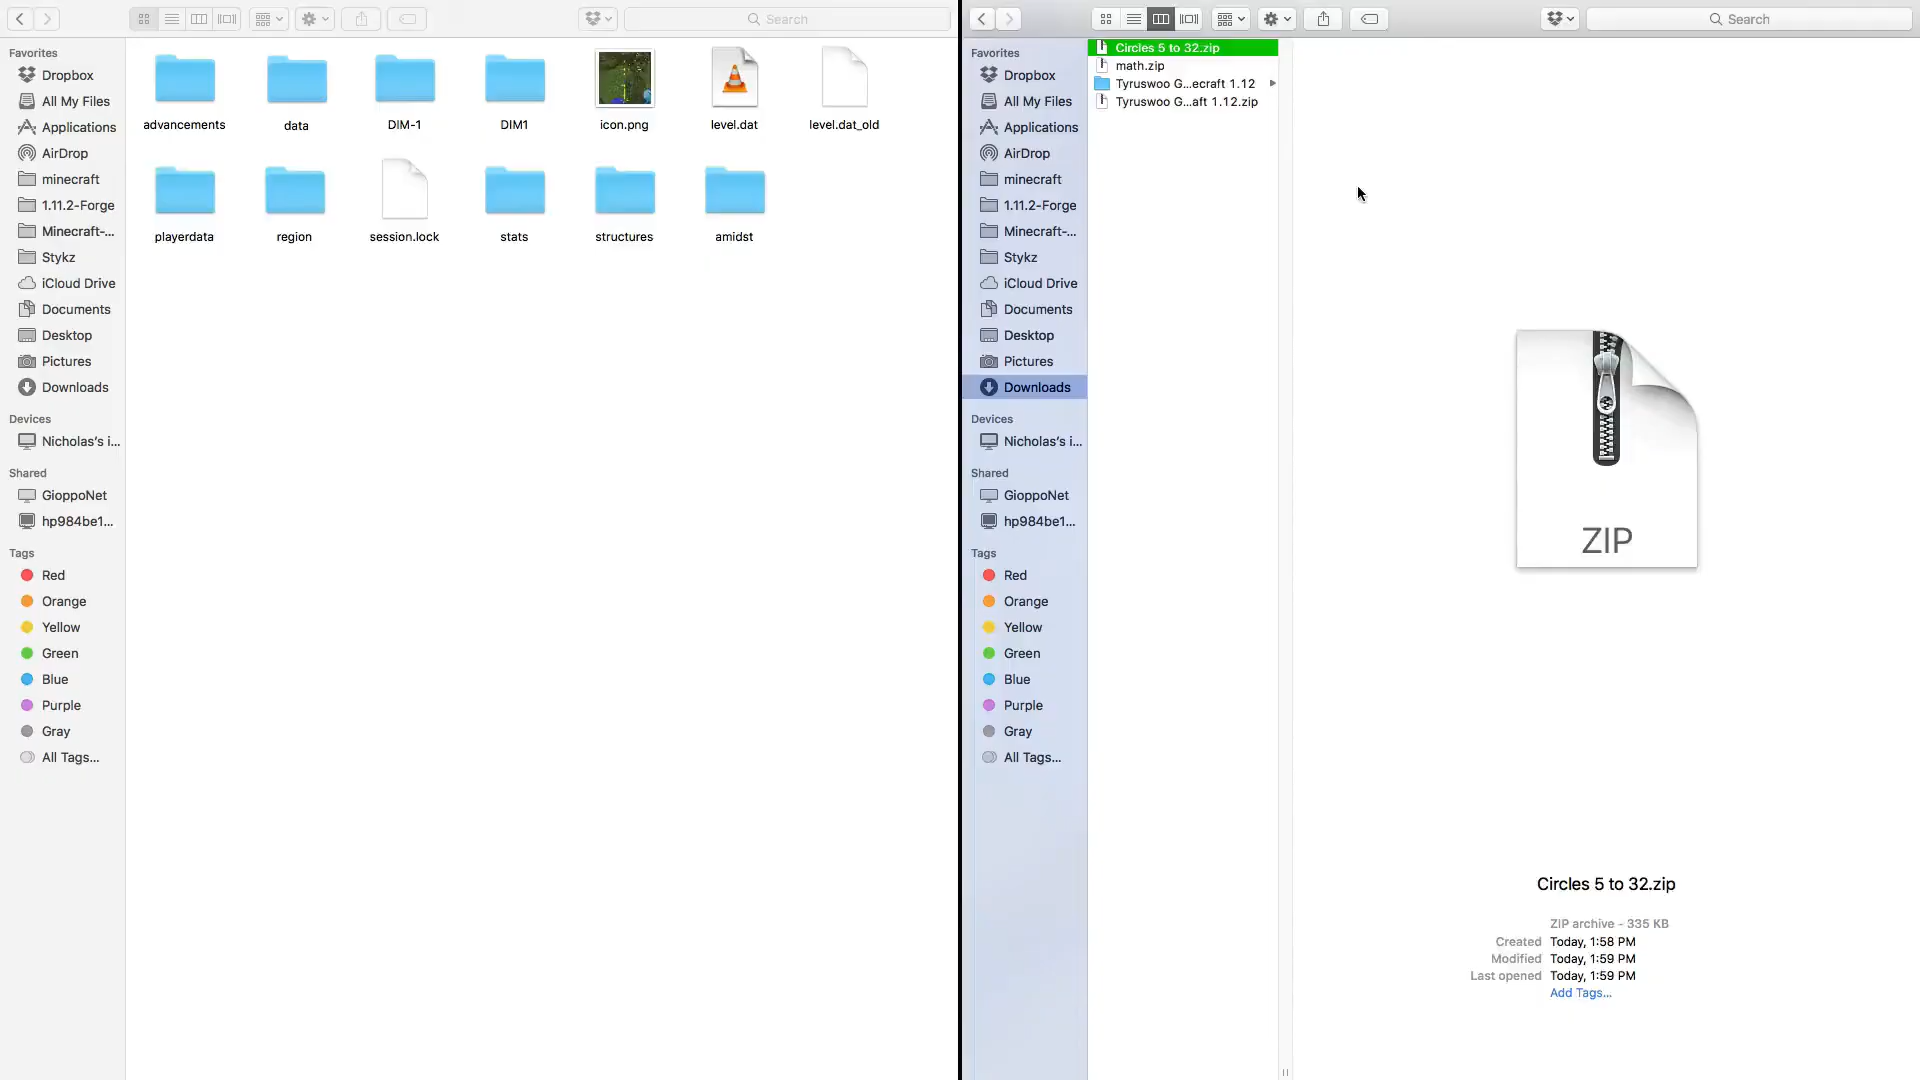 Search
Favorites
Dropbox
All My Files
Applications
AirDrop
minecraft
1.11.2-Forge
Minecraft-...
Stykz
iCloud Drive
Documents
Desktop
Pictures
Downloads
Devices
Nicholas's i...
Shared
GioppoNet
hp984be1...
Tags
Red
Orange
Yellow
Green
Blue
Purple
Gray
All Tags...
advancements
data
DIM-1
DIM1
icon.png
level.dat
level.dat_old
playerdata
region
session.lock
stats
structures
amidst
Search
Favorites
Dropbox
All My Files
Applications
AirDrop
minecraft
1.11.2-Forge
Minecraft-...
Stykz
iCloud Drive
Documents
Desktop
Pictures
Downloads
Devices
Nicholas's i...
Shared
GioppoNet
hp984be1...
Tags
Red
Orange
Yellow
Green
Blue
Purple
Gray
All Tags...
Circles 5 to 32.zip
math.zip
Tyruswoo G...ecraft 1.12
Tyruswoo G...aft 1.12.zip
ZIP
Circles 5 to 32.zip
ZIP archive - 335 KB
Created Today, 1:58 PM
Modified Today, 1:59 PM
Last opened Today, 1:59 PM
Add Tags...